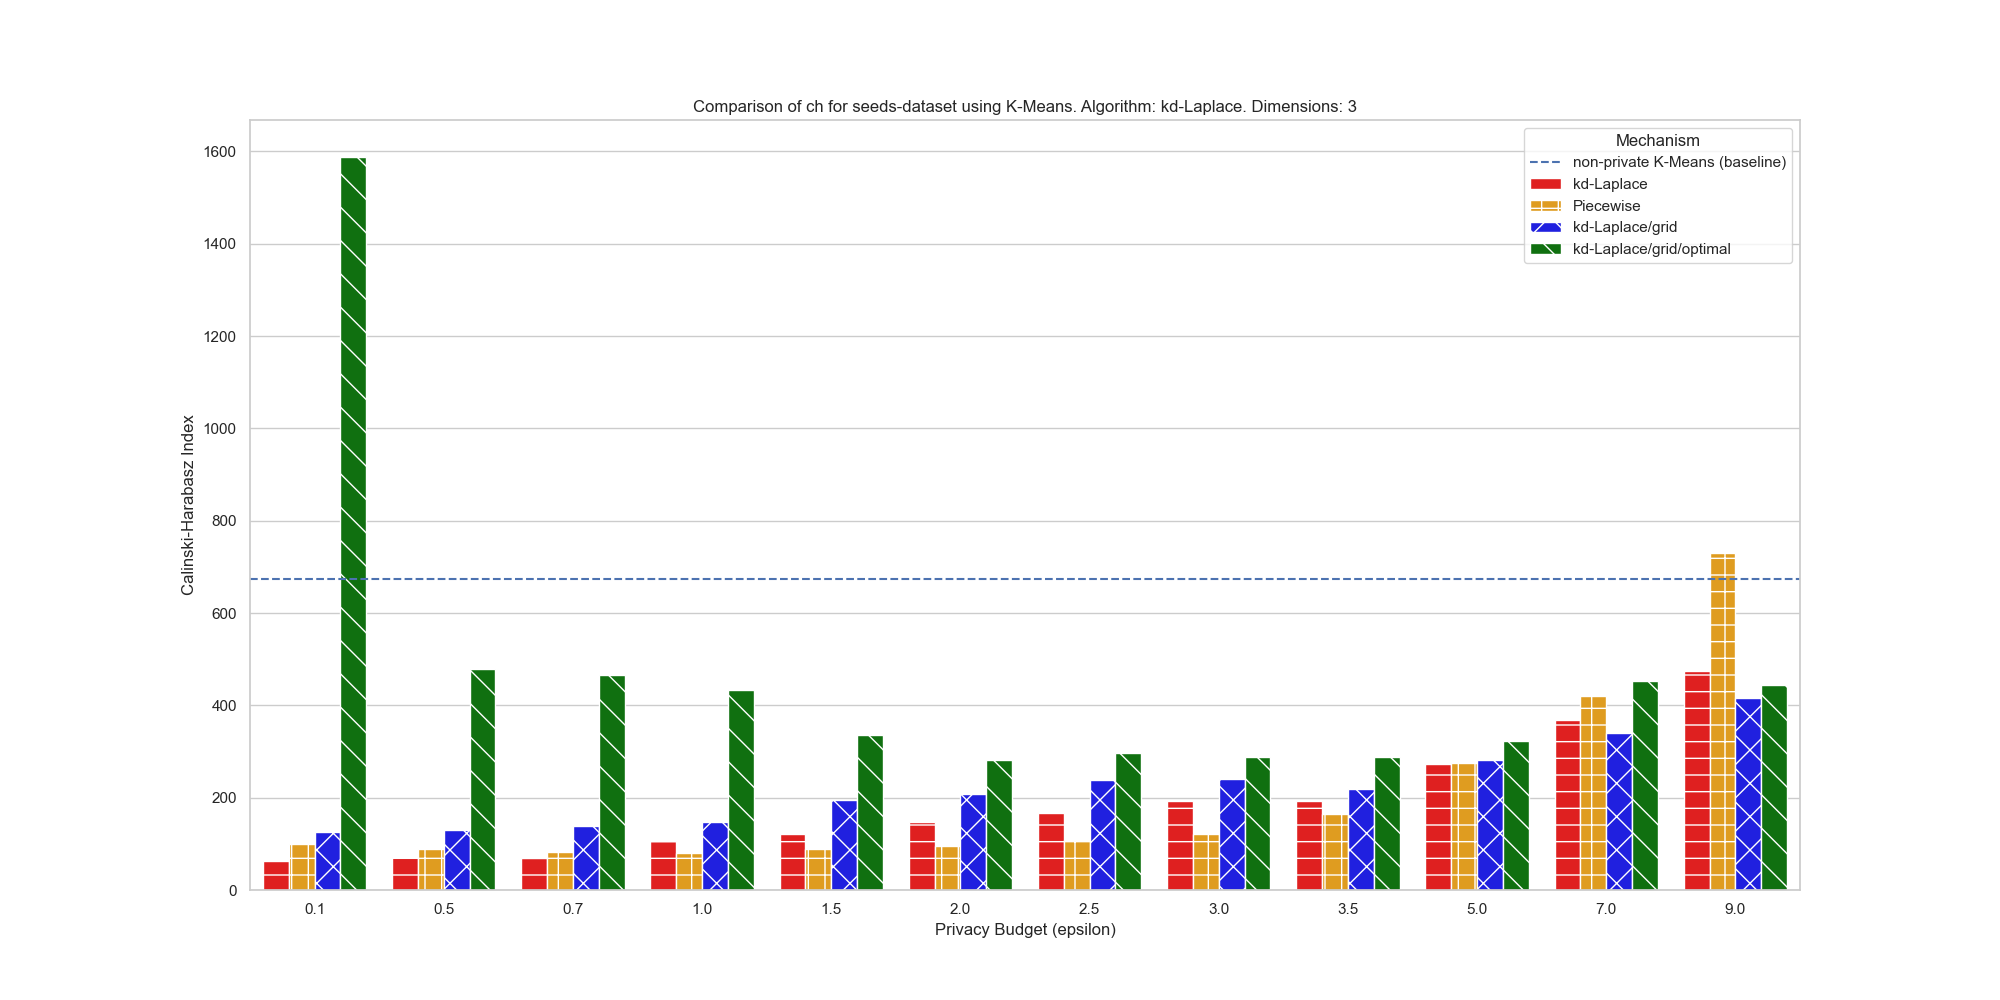 Comparison of ch for seeds-dataset using K-Means. Algorithm: kd-Laplace. Dimensions: 3
Mechanism
non-private K-Means (baseline)
kd-Laplace
Piecewise
kd-Laplace/grid
kd-Laplace/grid/optimal
Calinski-Harabasz Index
1600
1400
1200
1000
800
600
400
200
0
0.1 0.5 0.7 1.0 1.5 2.0 2.5 3.0 3.5 5.0 7.0 9.0
Privacy Budget (epsilon)